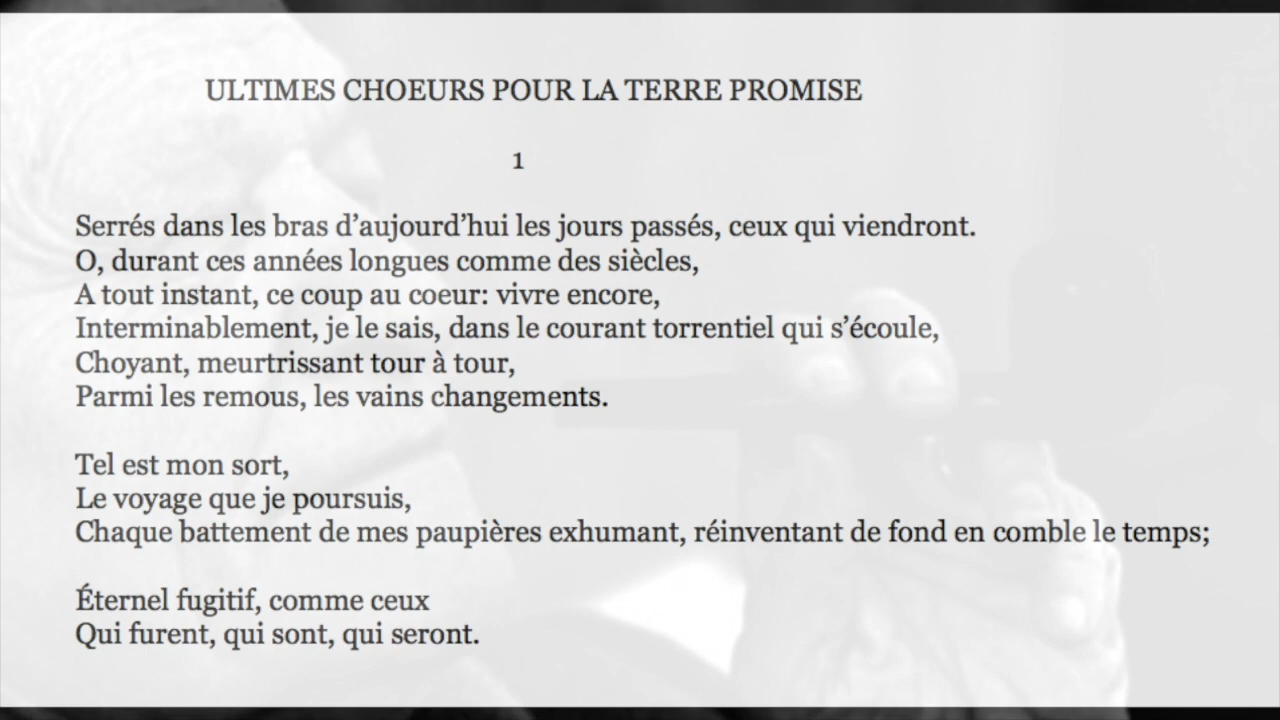 ULTIMES CHOEURS POUR LA TERRE PROMISE
1
Serrés dans les bras d’aujourd’hui les jours passés, ceux qui viendront.
O, durant ces années longues comme des siècles,
A tout instant, ce coup au coeur: vivre encore,
Interminablement, je le sais, dans le courant torrentiel qui s’écoule,
Choyant, meurtrissant tour à tour,
Parmi les remous, les vains changements.
Tel est mon sort,
Le voyage que je poursuis,
Chaque battement de mes paupières exhumant, réinventant de fond en comble le temps;
Éternel fugitif, comme ceux
Qui furent, qui sont, qui seront.